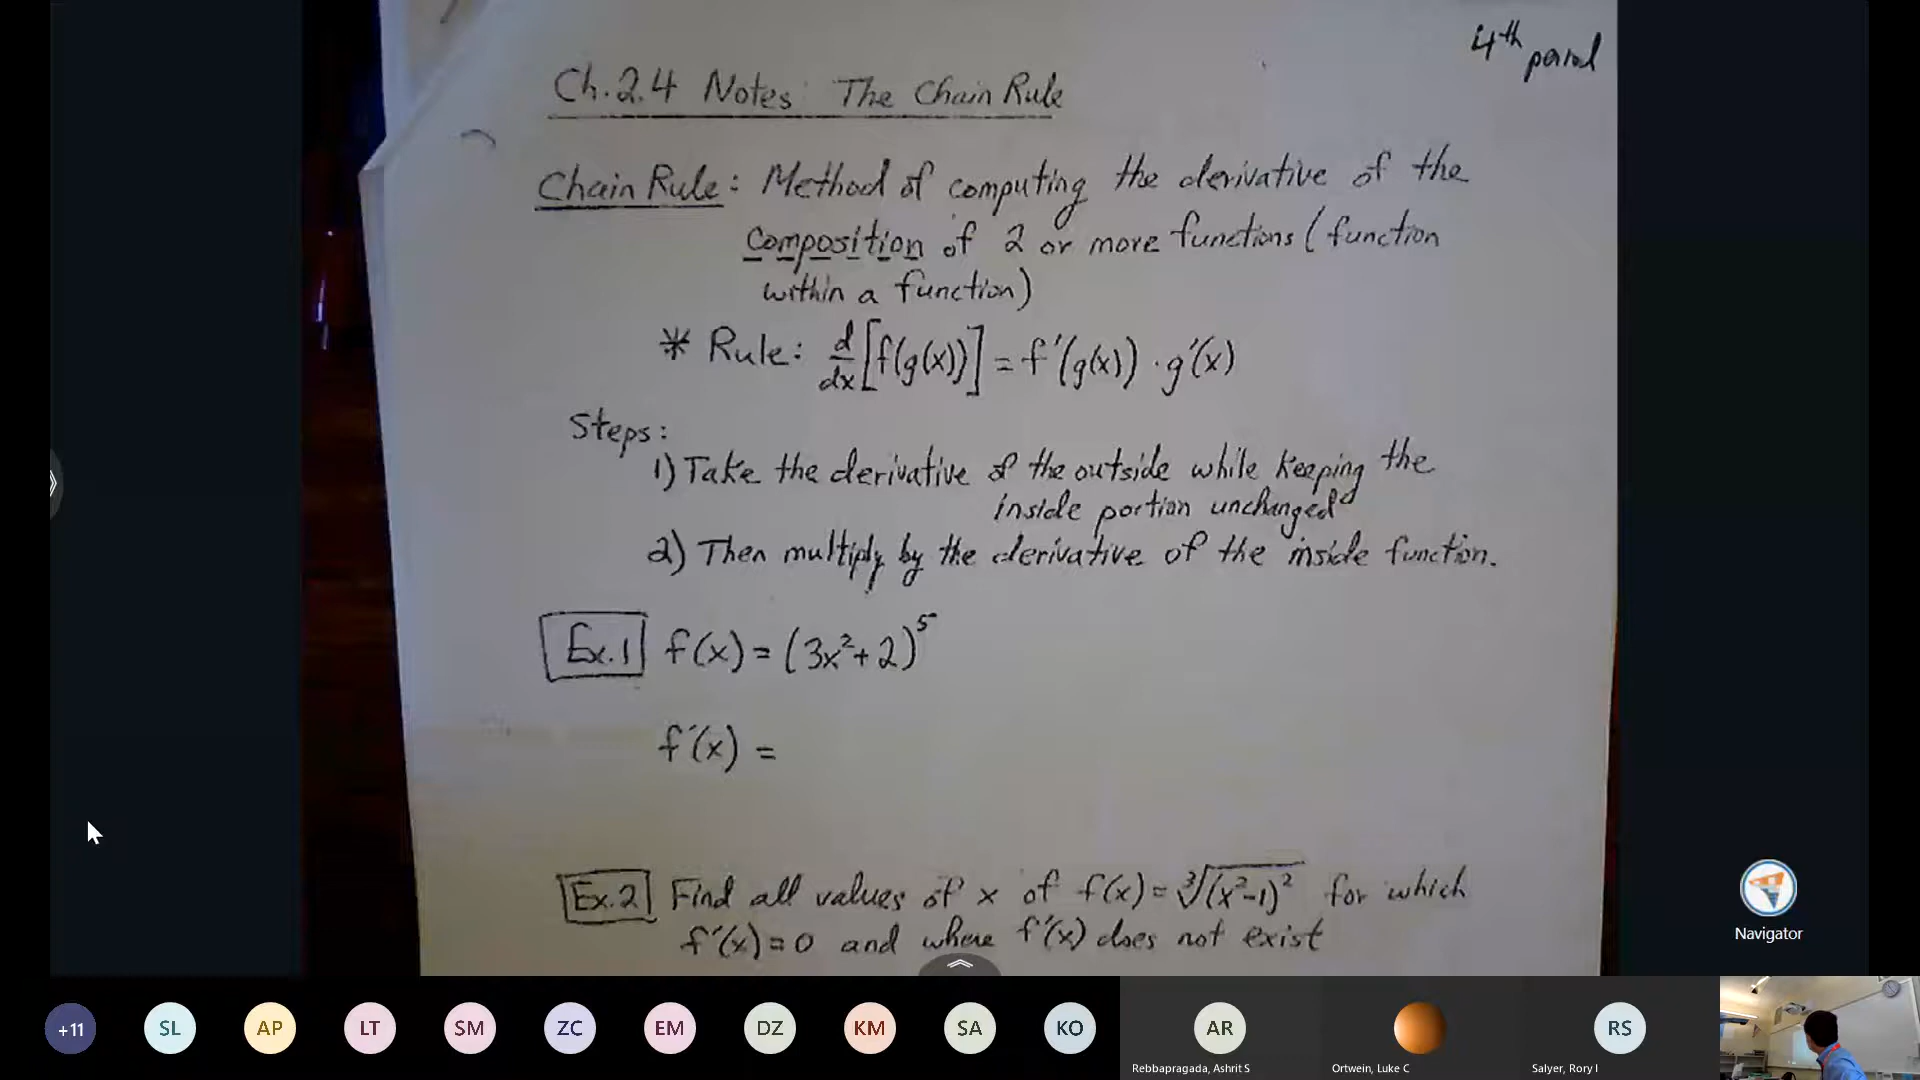 4th period
Ch. 2.4 Notes: The Chain Rule
Chain Rule: Method of computing the derivative of the
composition of 2 or more functions (function
within a function)
* Rule: d/dx [f(g(x))] = f'(g(x)) · g'(x)
Steps:
1) Take the derivative of the outside while keeping the
inside portion unchanged
2) Then multiply by the derivative of the inside function.
Ex. 1 f(x) = (3x²+2)⁵
f'(x) =
Ex. 2 Find all values of x of f(x) = ∛(x²-1)² for which
f'(x) = 0 and where f'(x) does not exist
Navigator
+11 SL AP LT SM ZC EM DZ KM SA KO AR RS
Rebbapragada, Ashrit S Ortwein, Luke C Salyer, Rory I